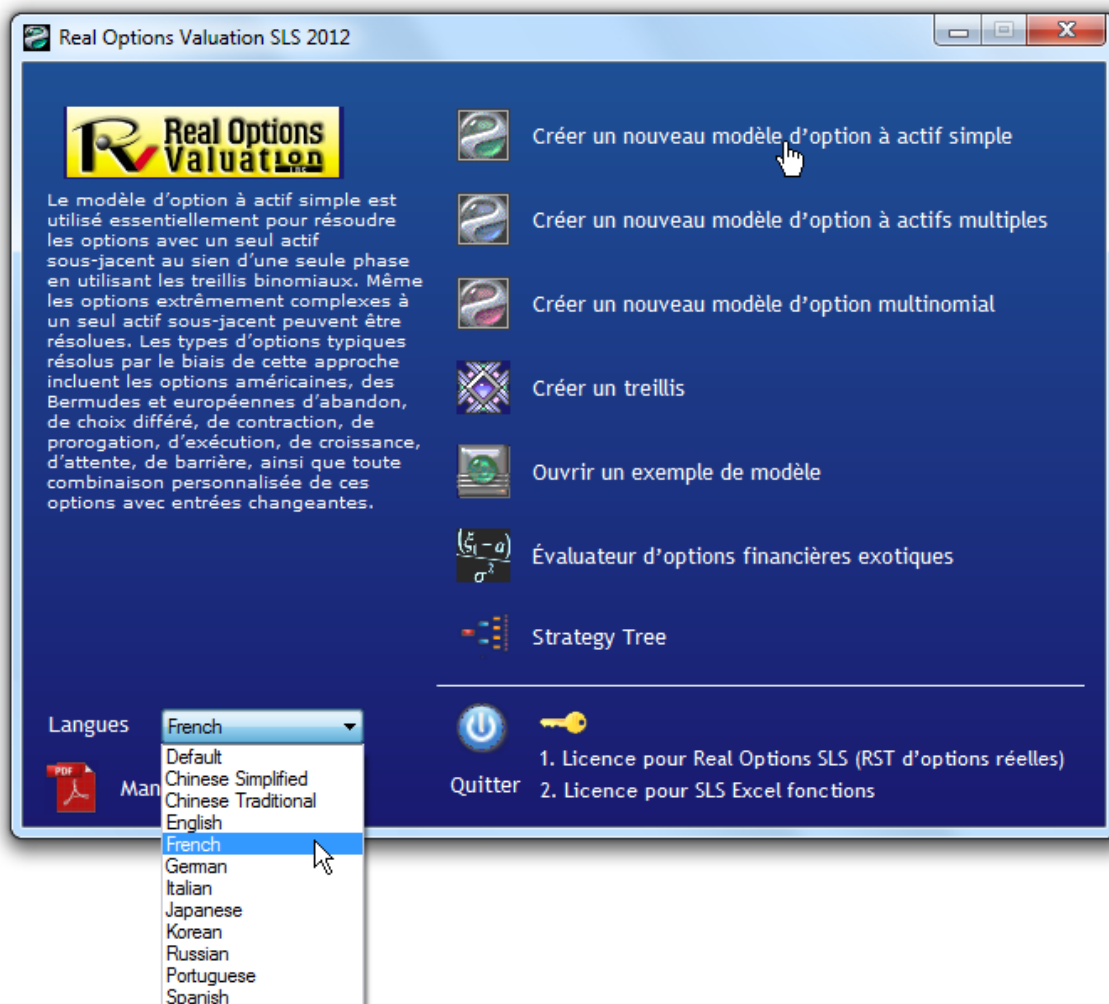 Real Options Valuation SLS 2012
Real Options
Valuation
INC
Le modèle d'option à actif simple est
utilisé essentiellement pour résoudre
les options avec un seul actif
sous-jacent au sien d'une seule phase
en utilisant les treillis binomiaux. Même
les options extrêmement complexes à
un seul actif sous-jacent peuvent être
résolues. Les types d'options typiques
résolus par le biais de cette approche
incluent les options américaines, des
Bermudes et européennes d'abandon,
de choix différé, de contraction, de
prorogation, d'exécution, de croissance,
d'attente, de barrière, ainsi que toute
combinaison personnalisée de ces
options avec entrées changeantes.
Créer un nouveau modèle d'option à actif simple
Créer un nouveau modèle d'option à actifs multiples
Créer un nouveau modèle d'option multinomial
Créer un treillis
Ouvrir un exemple de modèle
(ξ₁-a)
σ²
Évaluateur d'options financières exotiques
Strategy Tree
Langues
French
Default
Chinese Simplified
Chinese Traditional
English
French
German
Italian
Japanese
Korean
Russian
Portuguese
Spanish
PDF
Man
Quitter
1. Licence pour Real Options SLS (RST d'options réelles)
2. Licence pour SLS Excel fonctions